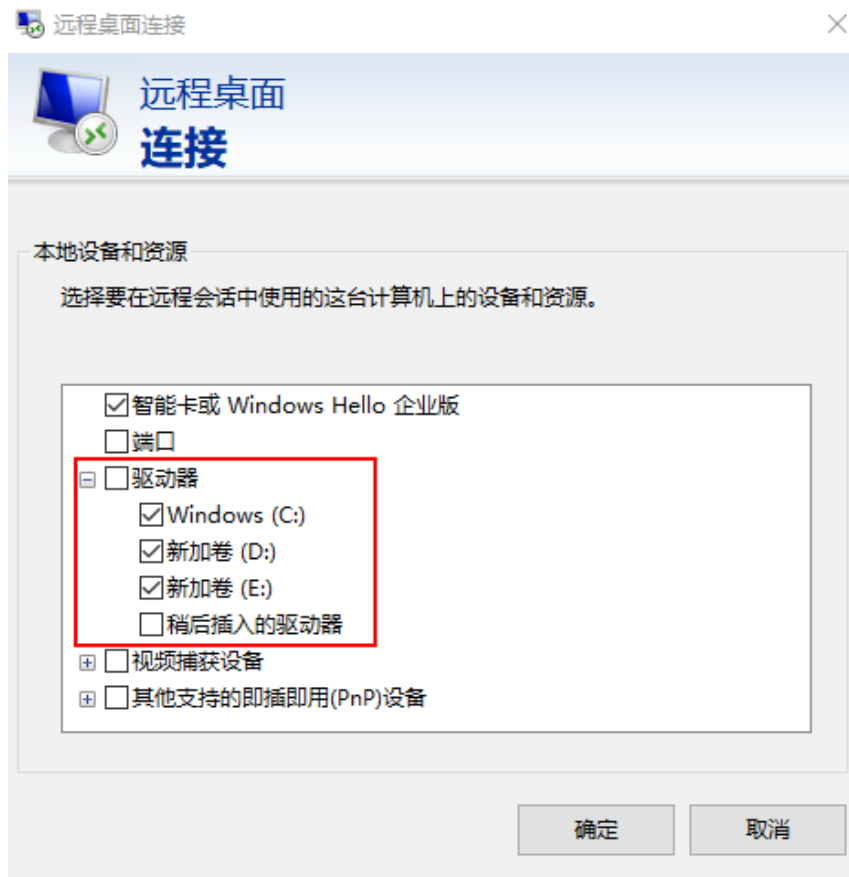 远程桌面连接
远程桌面
连接
本地设备和资源
选择要在远程会话中使用的这台计算机上的设备和资源。
智能卡或 Windows Hello 企业版
端口
驱动器
Windows (C:)
新加卷 (D:)
新加卷 (E:)
稍后插入的驱动器
视频捕获设备
其他支持的即插即用(PnP)设备
确定 取消